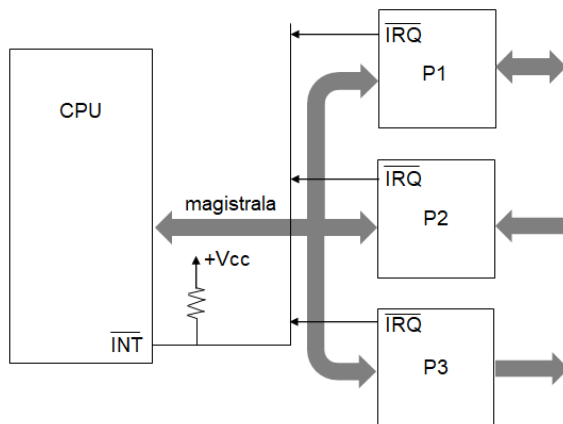 IRQ
P1
CPU
IRQ
magistrala
P2
+Vcc
IRQ
INT
P3